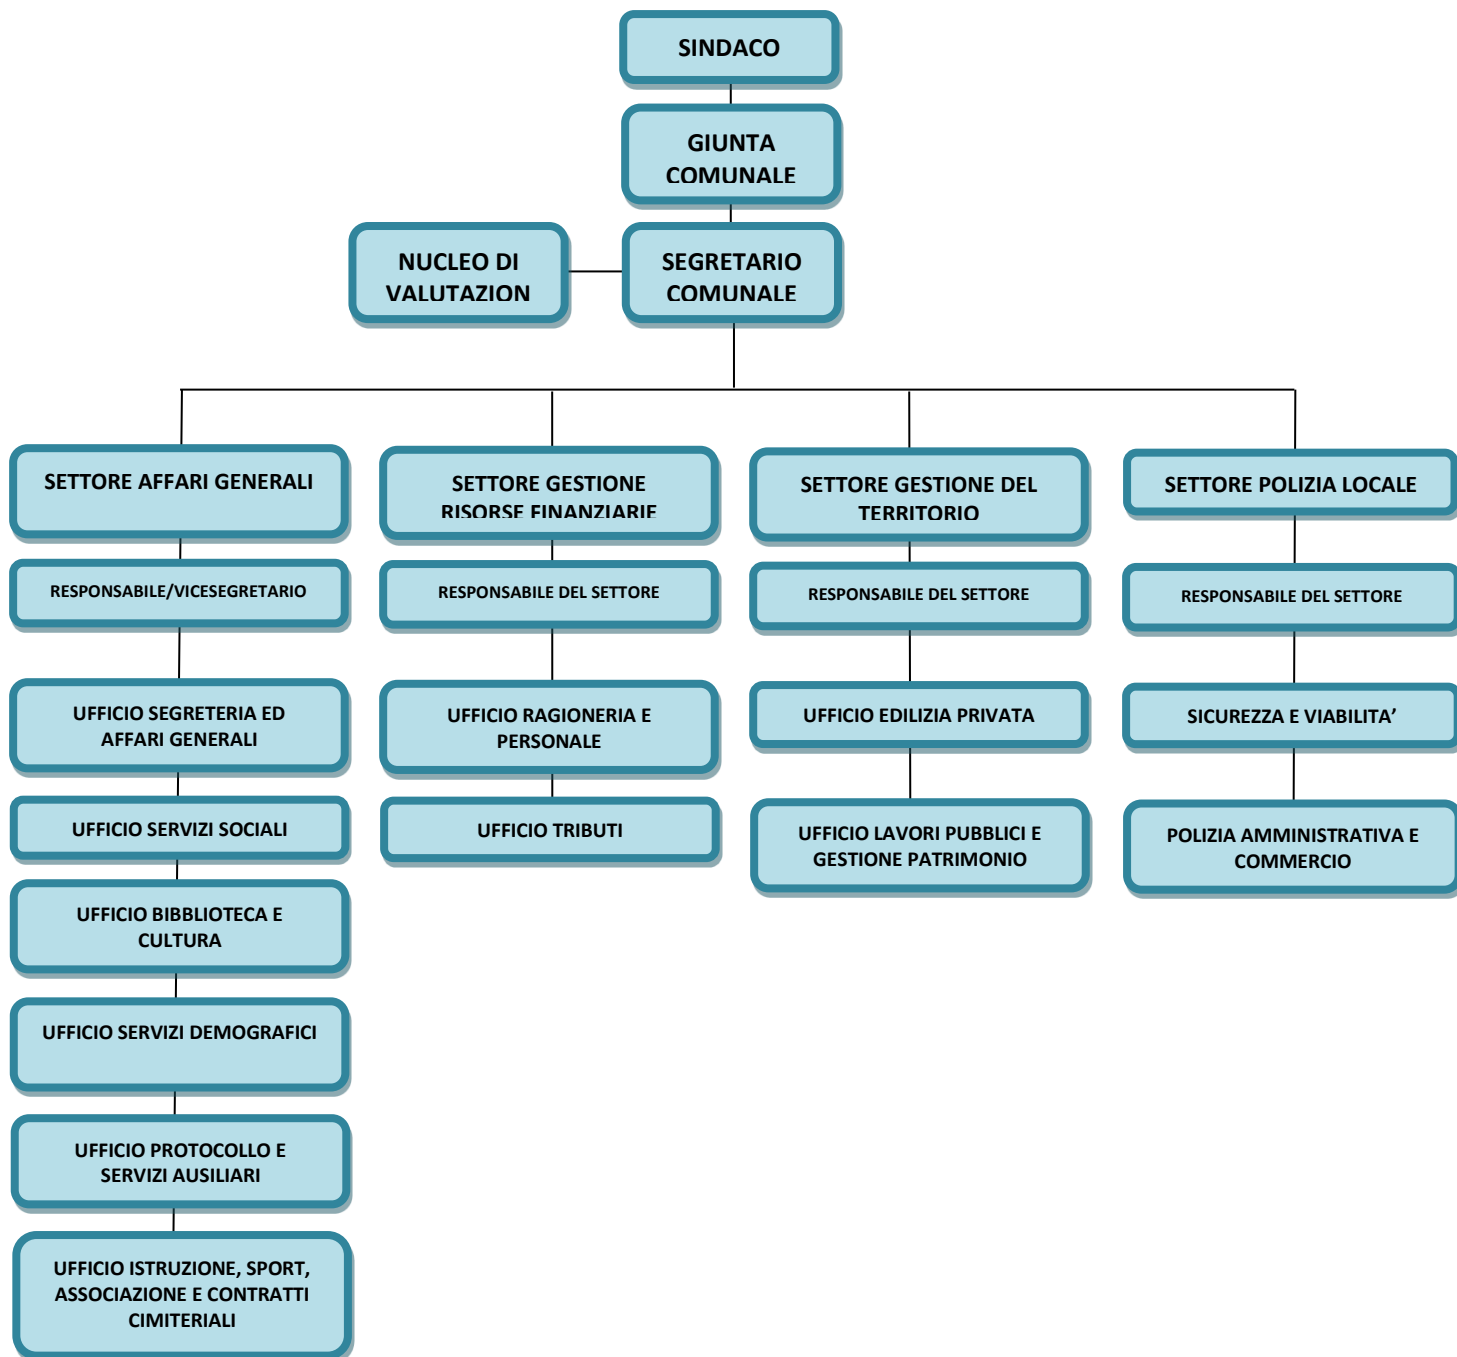 SINDACO
GIUNTA
COMUNALE
NUCLEO DI
VALUTAZION
SEGRETARIO
COMUNALE
SETTORE AFFARI GENERALI
SETTORE GESTIONE
RISORSE FINANZIARIE
SETTORE GESTIONE DEL
TERRITORIO
SETTORE POLIZIA LOCALE
RESPONSABILE/VICESEGRETARIO
RESPONSABILE DEL SETTORE
RESPONSABILE DEL SETTORE
RESPONSABILE DEL SETTORE
UFFICIO SEGRETERIA ED
AFFARI GENERALI
UFFICIO RAGIONERIA E
PERSONALE
UFFICIO EDILIZIA PRIVATA
SICUREZZA E VIABILITA’
UFFICIO SERVIZI SOCIALI
UFFICIO TRIBUTI
UFFICIO LAVORI PUBBLICI E
GESTIONE PATRIMONIO
POLIZIA AMMINISTRATIVA E
COMMERCIO
UFFICIO BIBBLIOTECA E
CULTURA
UFFICIO SERVIZI DEMOGRAFICI
UFFICIO PROTOCOLLO E
SERVIZI AUSILIARI
UFFICIO ISTRUZIONE, SPORT,
ASSOCIAZIONE E CONTRATTI
CIMITERIALI